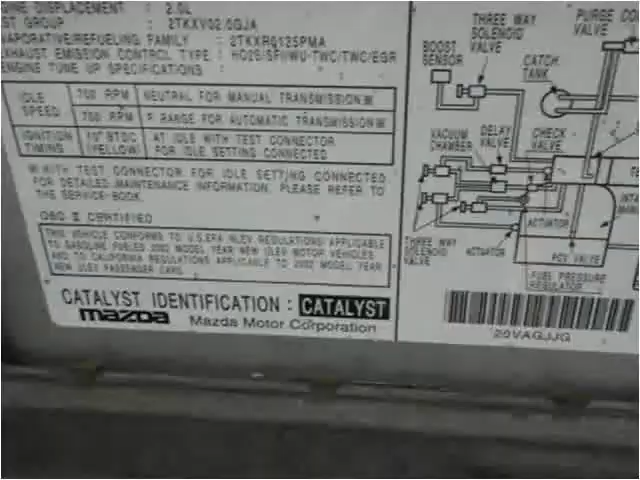 ENGINE DISPLACEMENT : 2.0L
TEST GROUP : 2TKXV02.0GJA
EVAPORATIVE/REFUELING FAMILY : 2TKXR0125PMA
EXHAUST EMISSION CONTROL TYPE : HO2S/SFI/WU-TWC/TWC/EGR
ENGINE TUNE UP SPECIFICATIONS :
IDLE SPEED
700 RPM NEUTRAL FOR MANUAL TRANSMISSION※
750 RPM P RANGE FOR AUTOMATIC TRANSMISSION※
IGNITION TIMING
10° BTDC (YELLOW)
AT IDLE WITH TEST CONNECTOR
FOR IDLE SETTING CONNECTED
※ WITH TEST CONNECTOR FOR IDLE SETTING CONNECTED
FOR DETAILED MAINTENANCE INFORMATION, PLEASE REFER TO
THE SERVICE-BOOK.
OBD II CERTIFIED
THIS VEHICLE CONFORMS TO U.S.EPA NLEV REGULATIONS APPLICABLE
TO GASOLINE FUELED 2002 MODEL YEAR NEW ULEV MOTOR VEHICLES
AND TO CALIFORNIA REGULATIONS APPLICABLE TO 2002 MODEL YEAR
NEW ULEV PASSENGER CARS.
CATALYST IDENTIFICATION : CATALYST
mazda Mazda Motor Corporation
THREE WAY
SOLENOID
VALVE
PURGE
VALVE
BOOST
SENSOR
CATCH
TANK
VACUUM
CHAMBER
DELAY
VALVE
CHECK
VALVE
ACTUATOR
THREE WAY
SOLENOID
VALVE
ACTUATOR
PCV VALVE
FUEL PRESSURE
REGULATOR
20VAGJJG